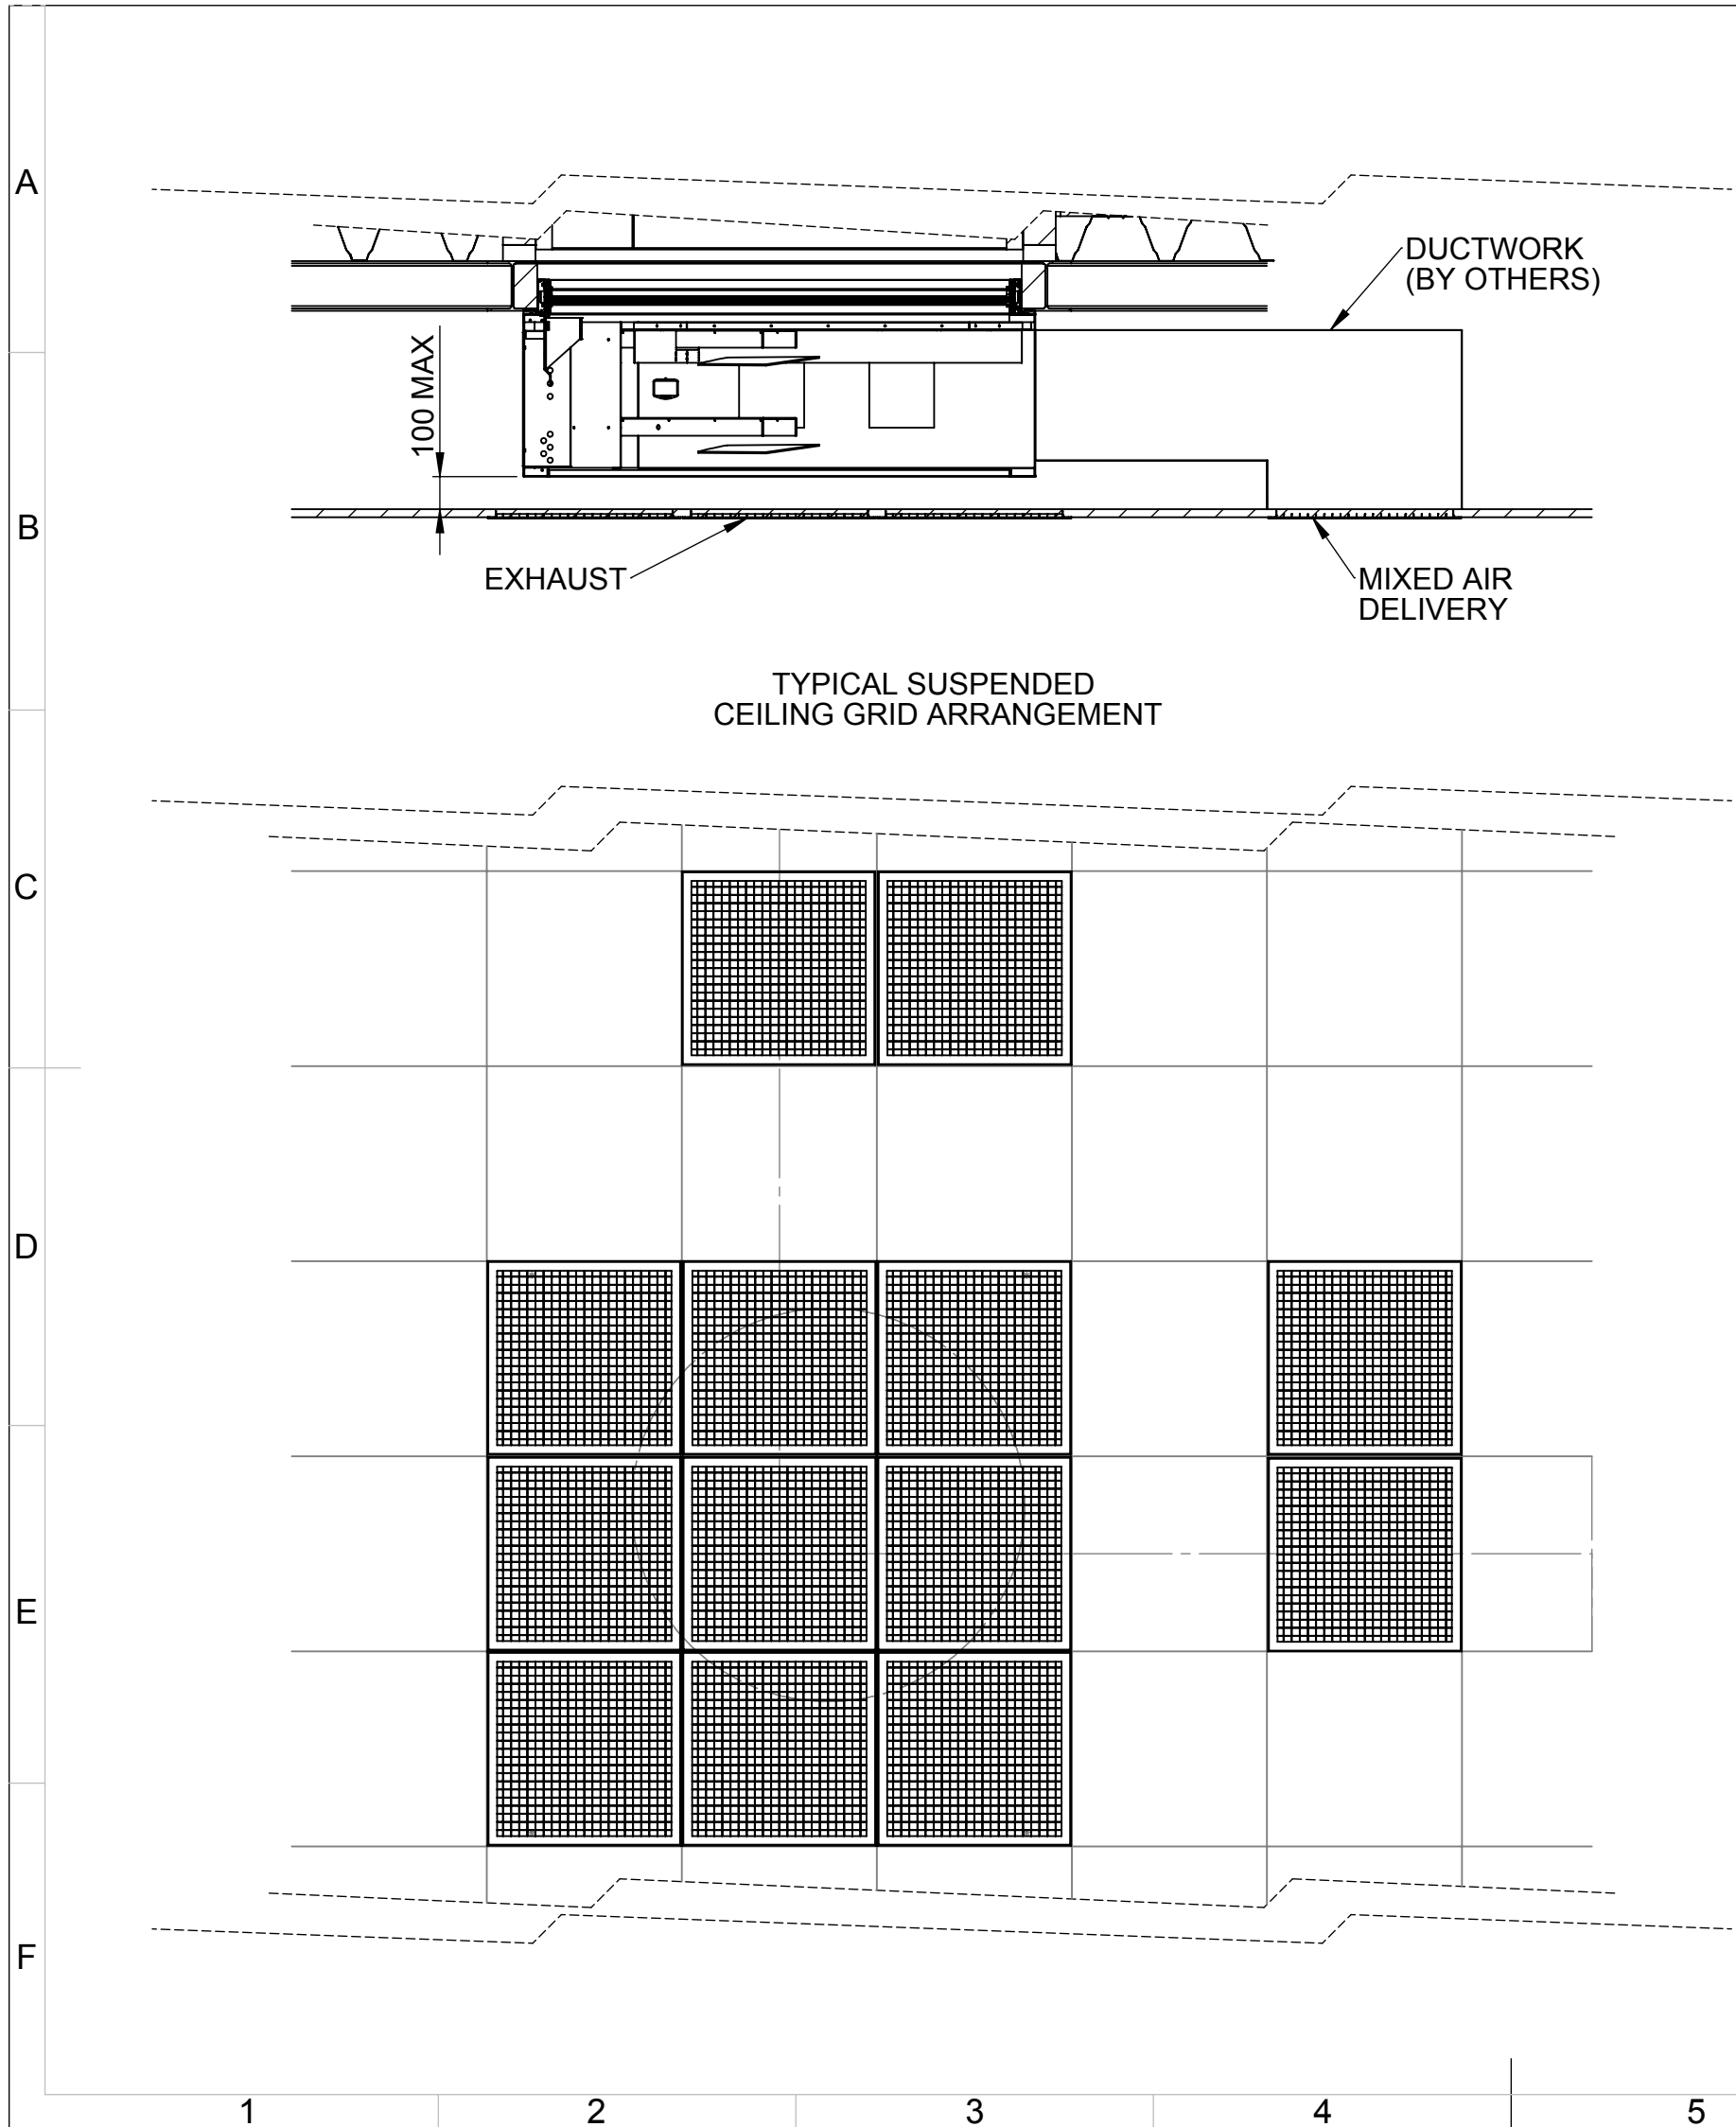 A
DUCTWORK
(BY OTHERS)
100 MAX
B
EXHAUST
MIXED AIR
DELIVERY
TYPICAL SUSPENDED
CEILING GRID ARRANGEMENT
C
D
E
F
1 2 3 4 5